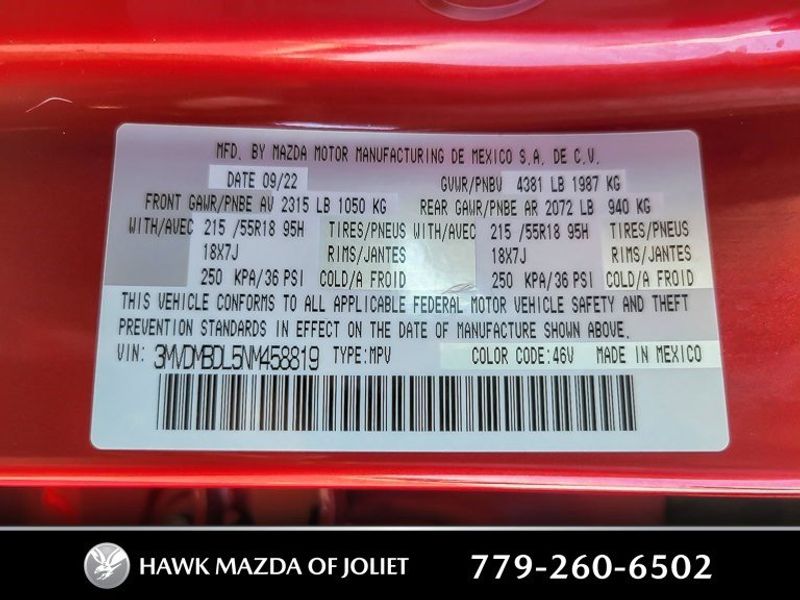 MFD. BY MAZDA MOTOR MANUFACTURING DE MEXICO S.A. DE C.V.
DATE 09/22 GVWR/PNBV 4381 LB 1987 KG
FRONT GAWR/PNBE AV 2315 LB 1050 KG REAR GAWR/PNBE AR 2072 LB 940 KG
WITH/AVEC 215 /55R18 95H TIRES/PNEUS WITH/AVEC 215 /55R18 95H TIRES/PNEUS
18X7J RIMS/JANTES 18X7J RIMS/JANTES
250 KPA/36 PSI COLD/A FROID 250 KPA/36 PSI COLD/A FROID
THIS VEHICLE CONFORMS TO ALL APPLICABLE FEDERAL MOTOR VEHICLE SAFETY AND THEFT
PREVENTION STANDARDS IN EFFECT ON THE DATE OF MANUFACTURE SHOWN ABOVE.
VIN: 3MVDMBDL5NM458819 TYPE:MPV COLOR CODE:46V MADE IN MEXICO
HAWK MAZDA OF JOLIET 779-260-6502